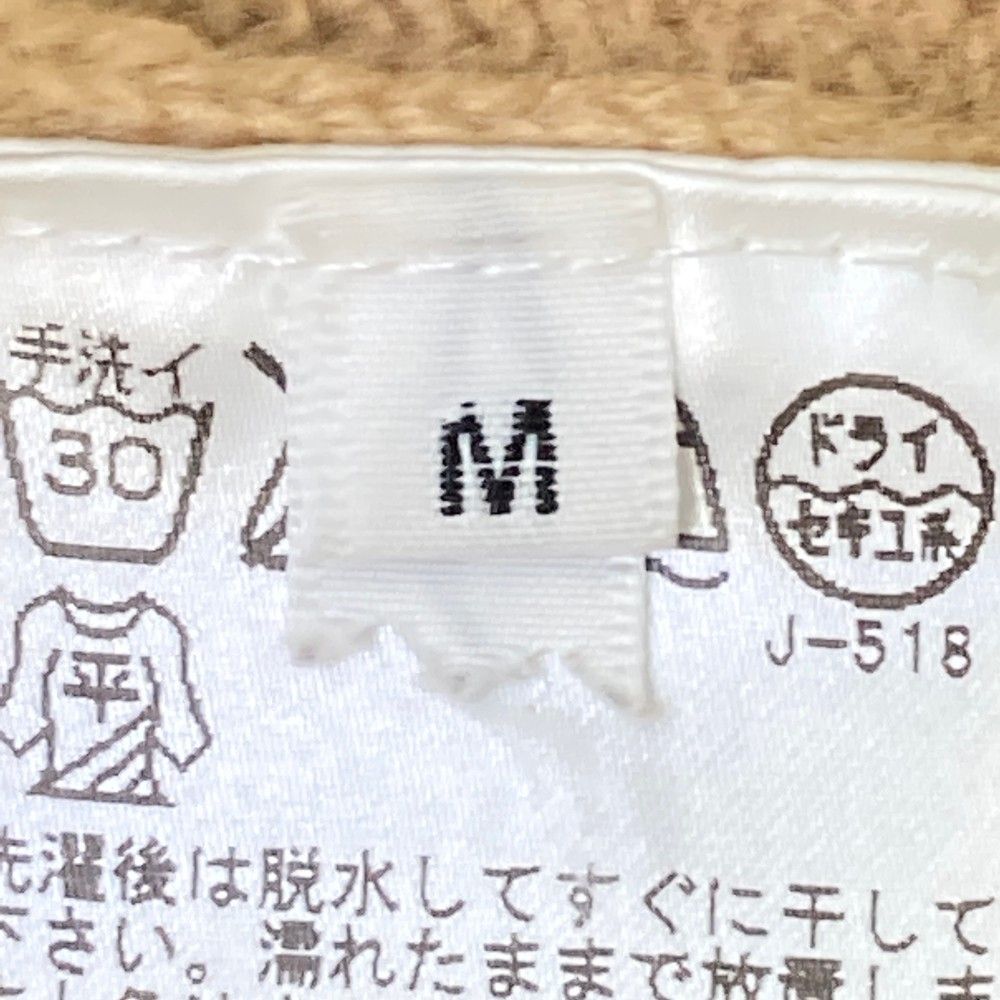 手洗イ
30
M
ドライ
セキユ系
J-518
平
洗濯後は脱水してすぐに干して
下さい。濡れたままで放置し